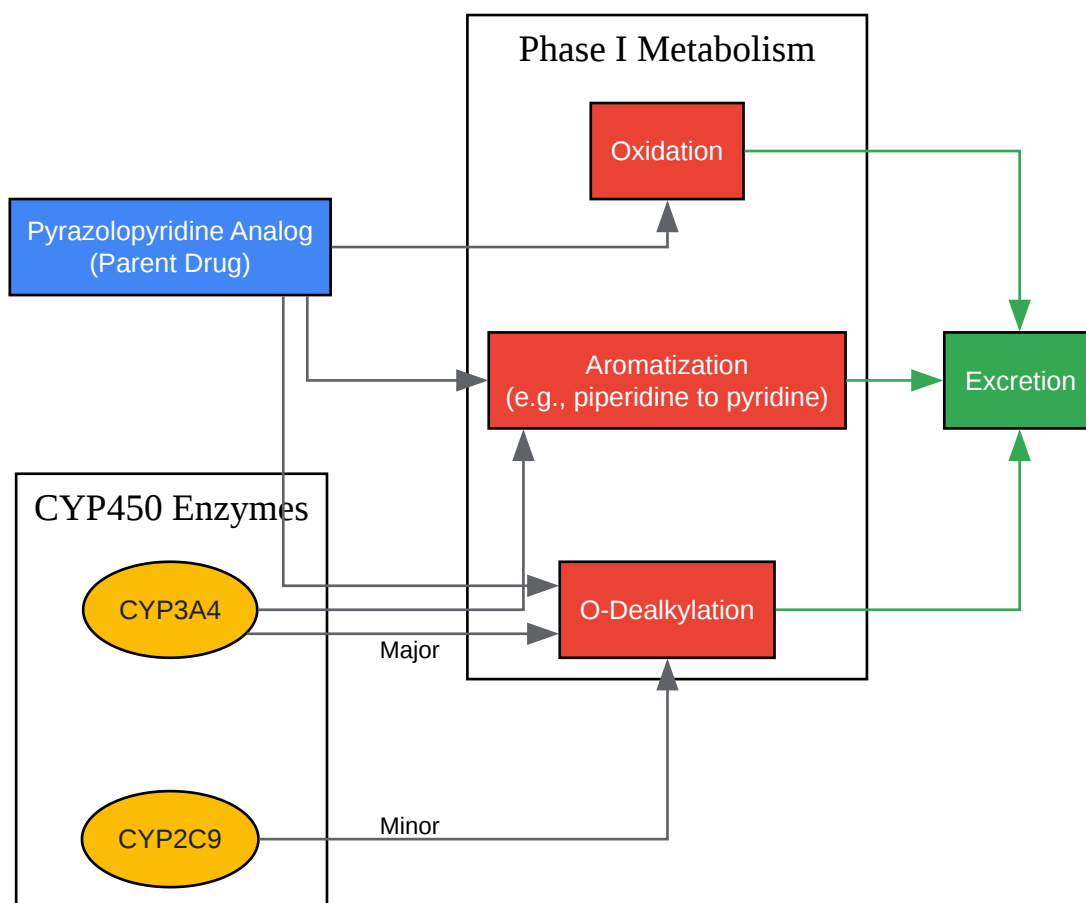 Phase I Metabolism
Oxidation
Pyrazolopyridine Analog
(Parent Drug)
Aromatization
(e.g., piperidine to pyridine)
Excretion
CYP450 Enzymes
CYP3A4
O-Dealkylation
Major
CYP2C9
Minor